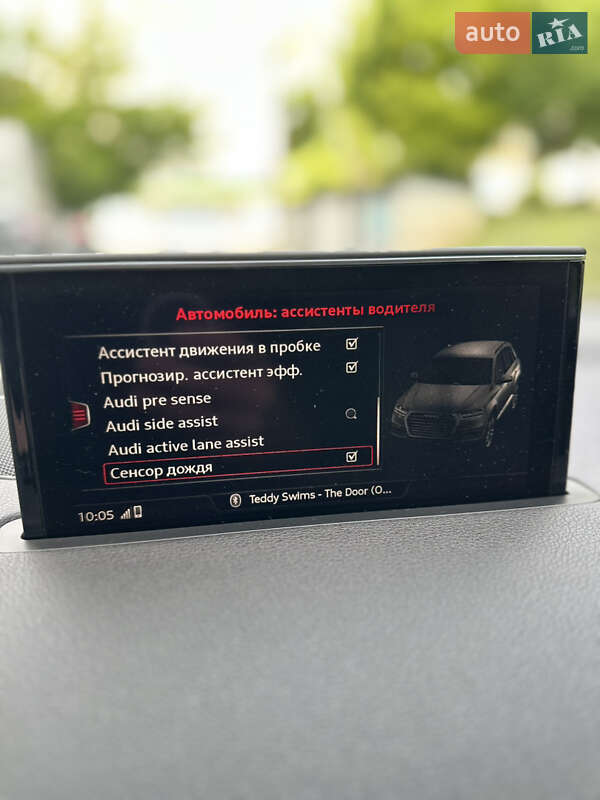 auto RIA .com
Автомобиль: ассистенты водителя
Ассистент движения в пробке
Прогнозир. ассистент эфф.
Audi pre sense
Audi side assist
Audi active lane assist
Сенсор дождя
Teddy Swims - The Door (O...
10:05